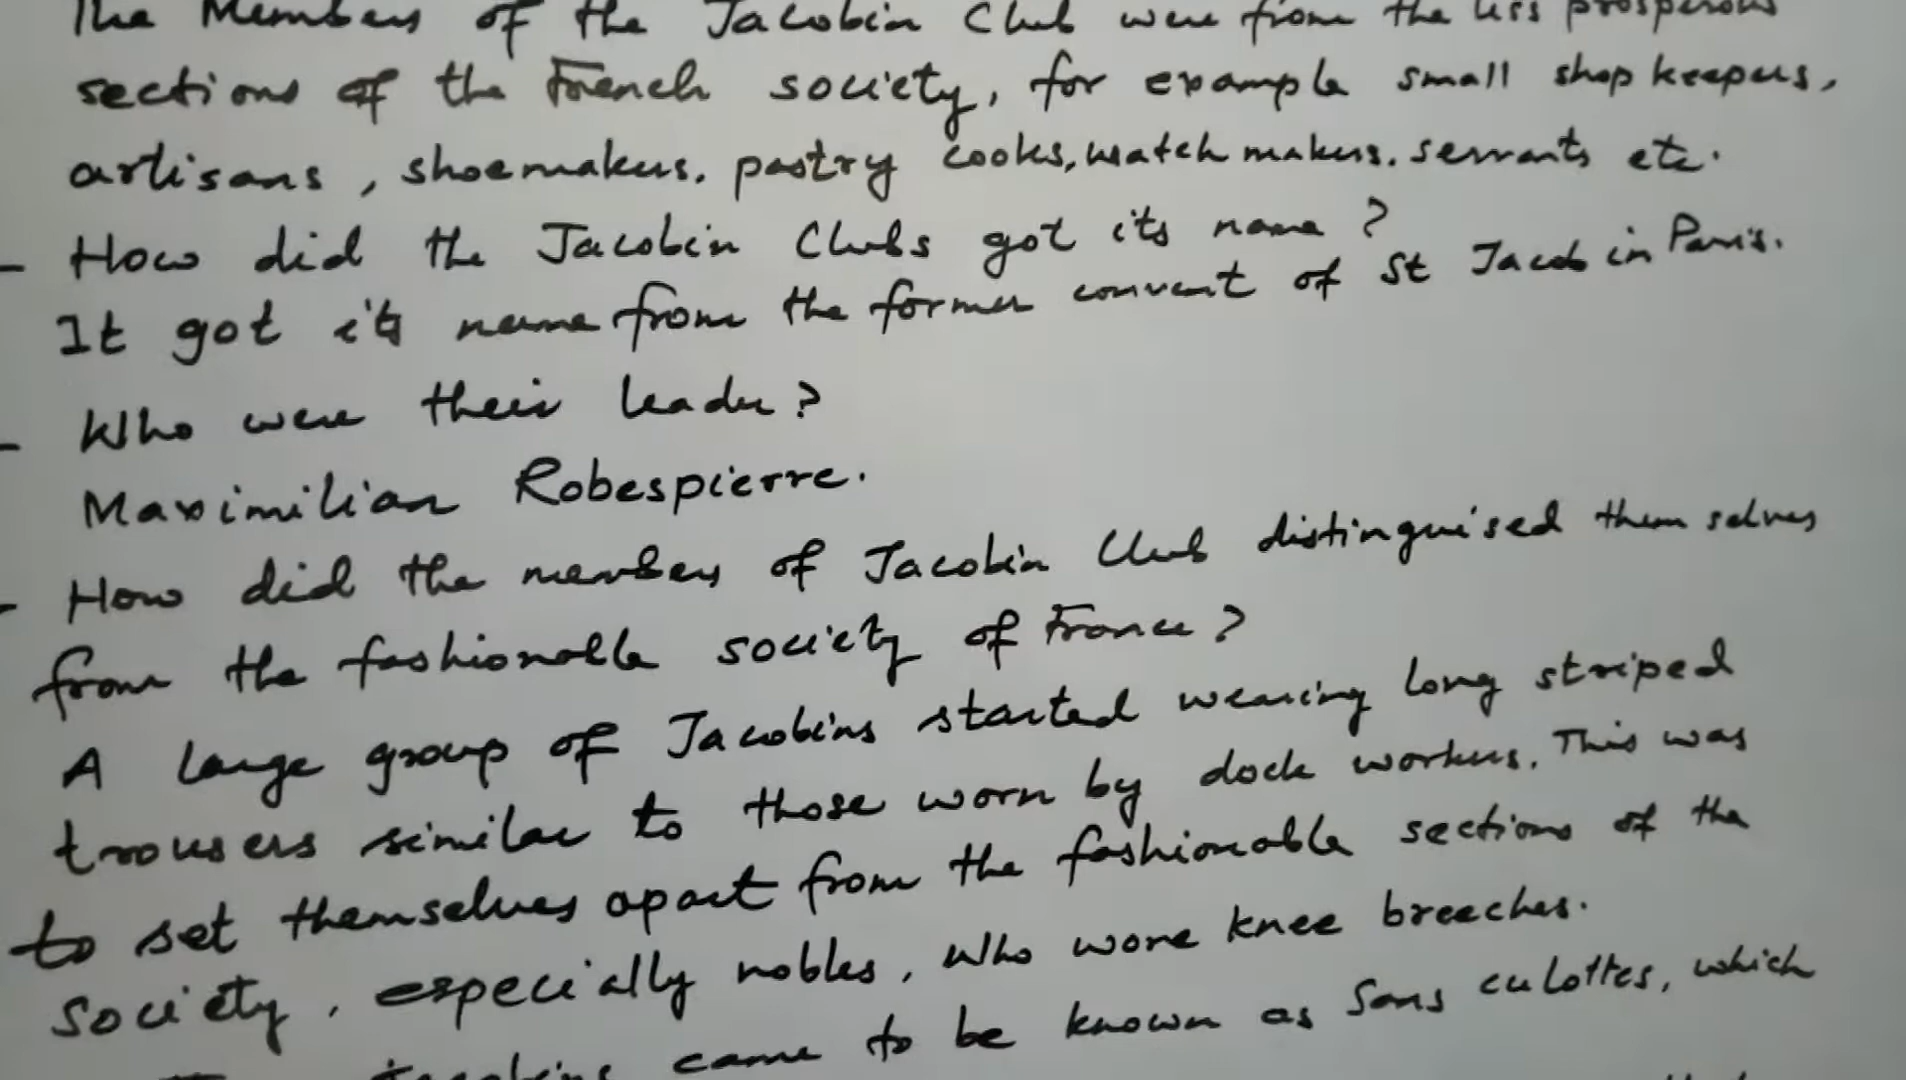 The Members of the Jacobin Club were from the less prosperous
sections of the French society, for example small shopkeepers,
artisans, shoemakers, pastry cooks, watch makers, servants etc.
- How did the Jacobin Clubs got its name?
It got its name from the former convent of St Jacob in Paris.
- Who were their leader?
Maximilian Robespierre.
- How did the members of Jacobin Club distinguised themselves
from the fashionable society of France?
A large group of Jacobins started wearing long striped
trousers similar to those worn by dock workers. This was
to set themselves apart from the fashionable sections of the
society, especially nobles, who wore knee breeches.
Jacobins came to be known as Sans culottes, which